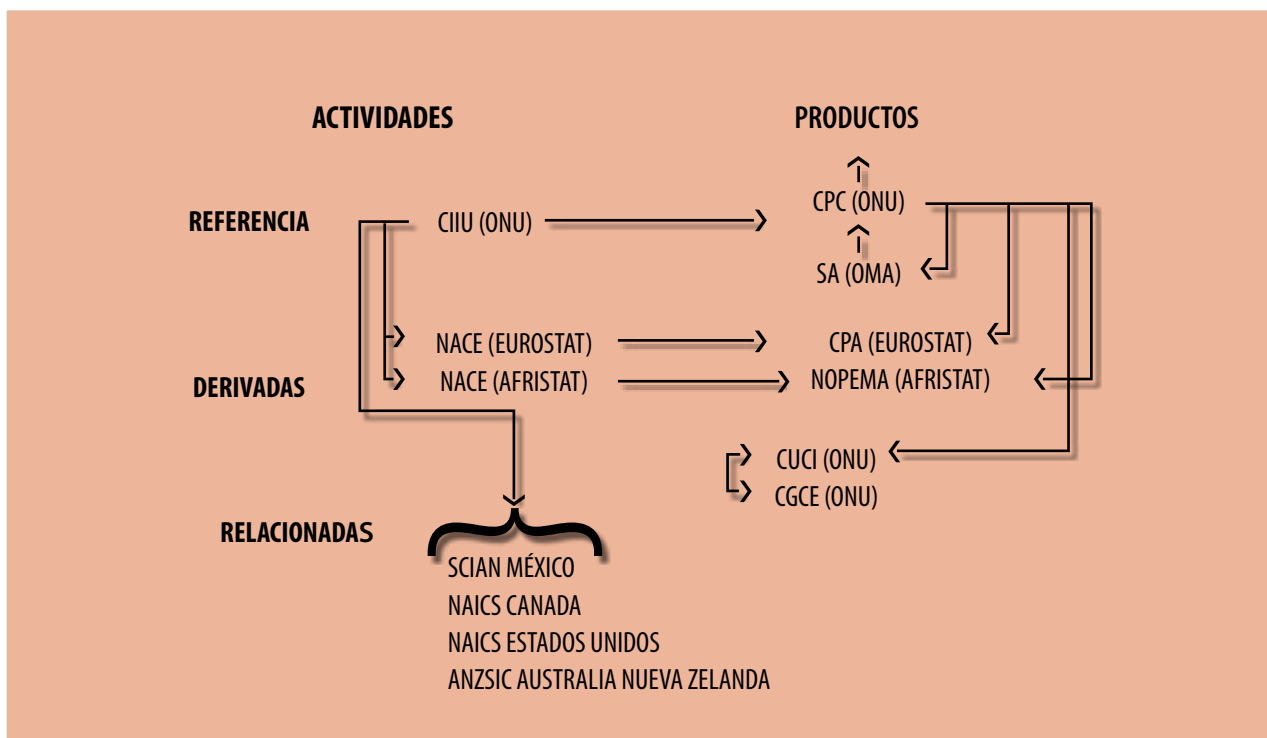 ACTIVIDADES PRODUCTOS
REFERENCIA CIIU (ONU) CPC (ONU)
SA (OMA)
NACE (EUROSTAT) CPA (EUROSTAT)
DERIVADAS NACE (AFRISTAT) NOPEMA (AFRISTAT)
CUCI (ONU)
CGCE (ONU)
RELACIONADAS
SCIAN MÉXICO
NAICS CANADA
NAICS ESTADOS UNIDOS
ANZSIC AUSTRALIA NUEVA ZELANDA